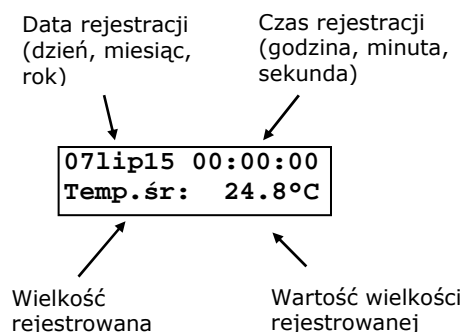 Data rejestracji
(dzień, miesiąc,
rok)
Czas rejestracji
(godzina, minuta,
sekunda)
07lip15 00:00:00
Temp.śr: 24.8°C
Wielkość
rejestrowana
Wartość wielkości
rejestrowanej